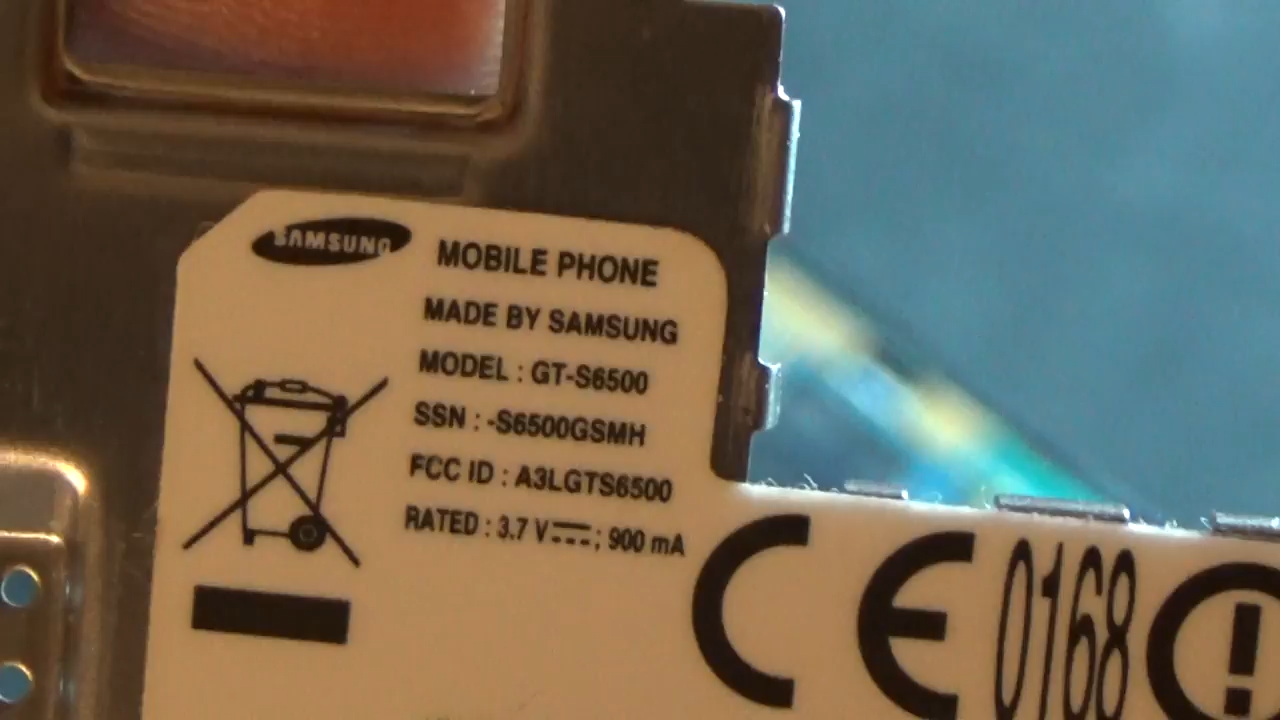 SAMSUNG
MOBILE PHONE
MADE BY SAMSUNG
MODEL : GT-S6500
SSN : -S6500GSMH
FCC ID : A3LGTS6500
RATED : 3.7 V⎓; 900 mA
CE 0168 !